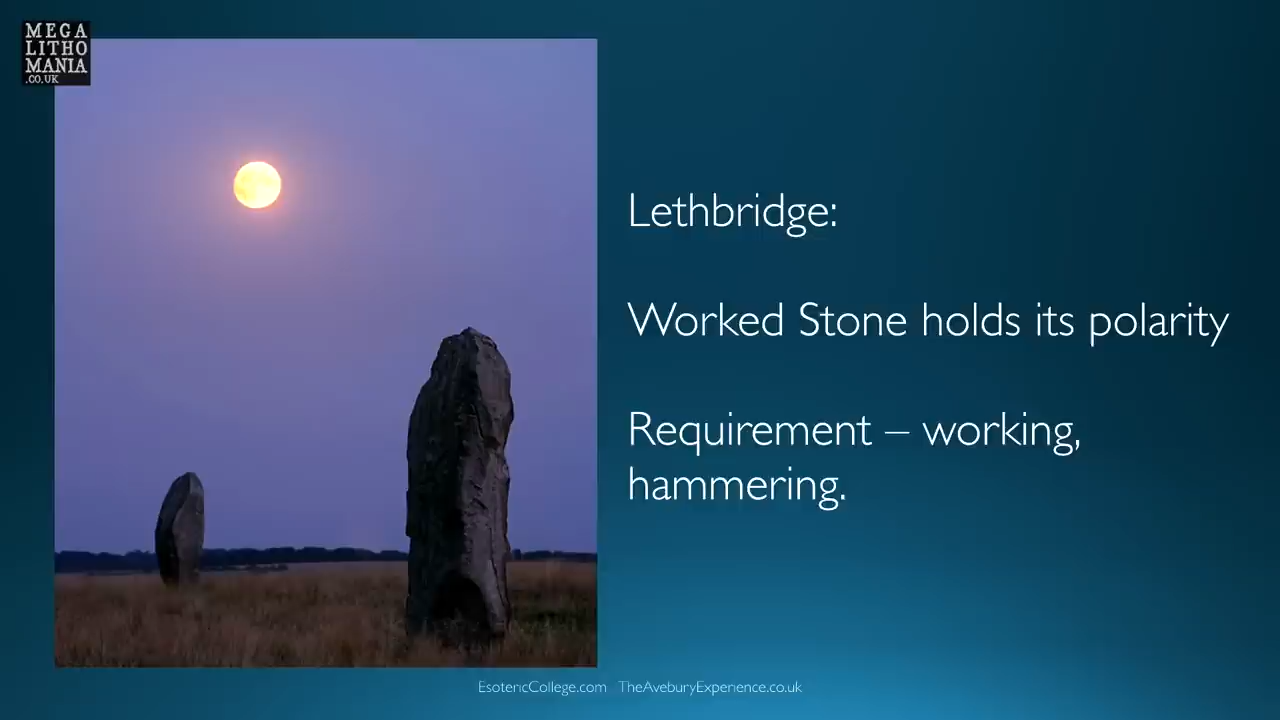 MEGA
LITHO
MANIA
.CO.UK
Lethbridge:
Worked Stone holds its polarity
Requirement – working,
hammering.
EsotericCollege.com TheAveburyExperience.co.uk